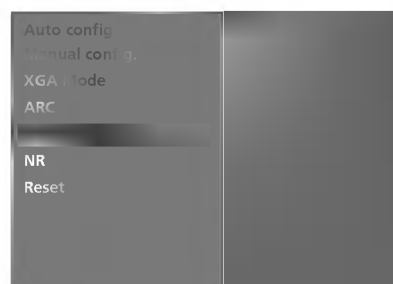 Auto config
Manual config.
XGA Mode
ARC
NR
Reset